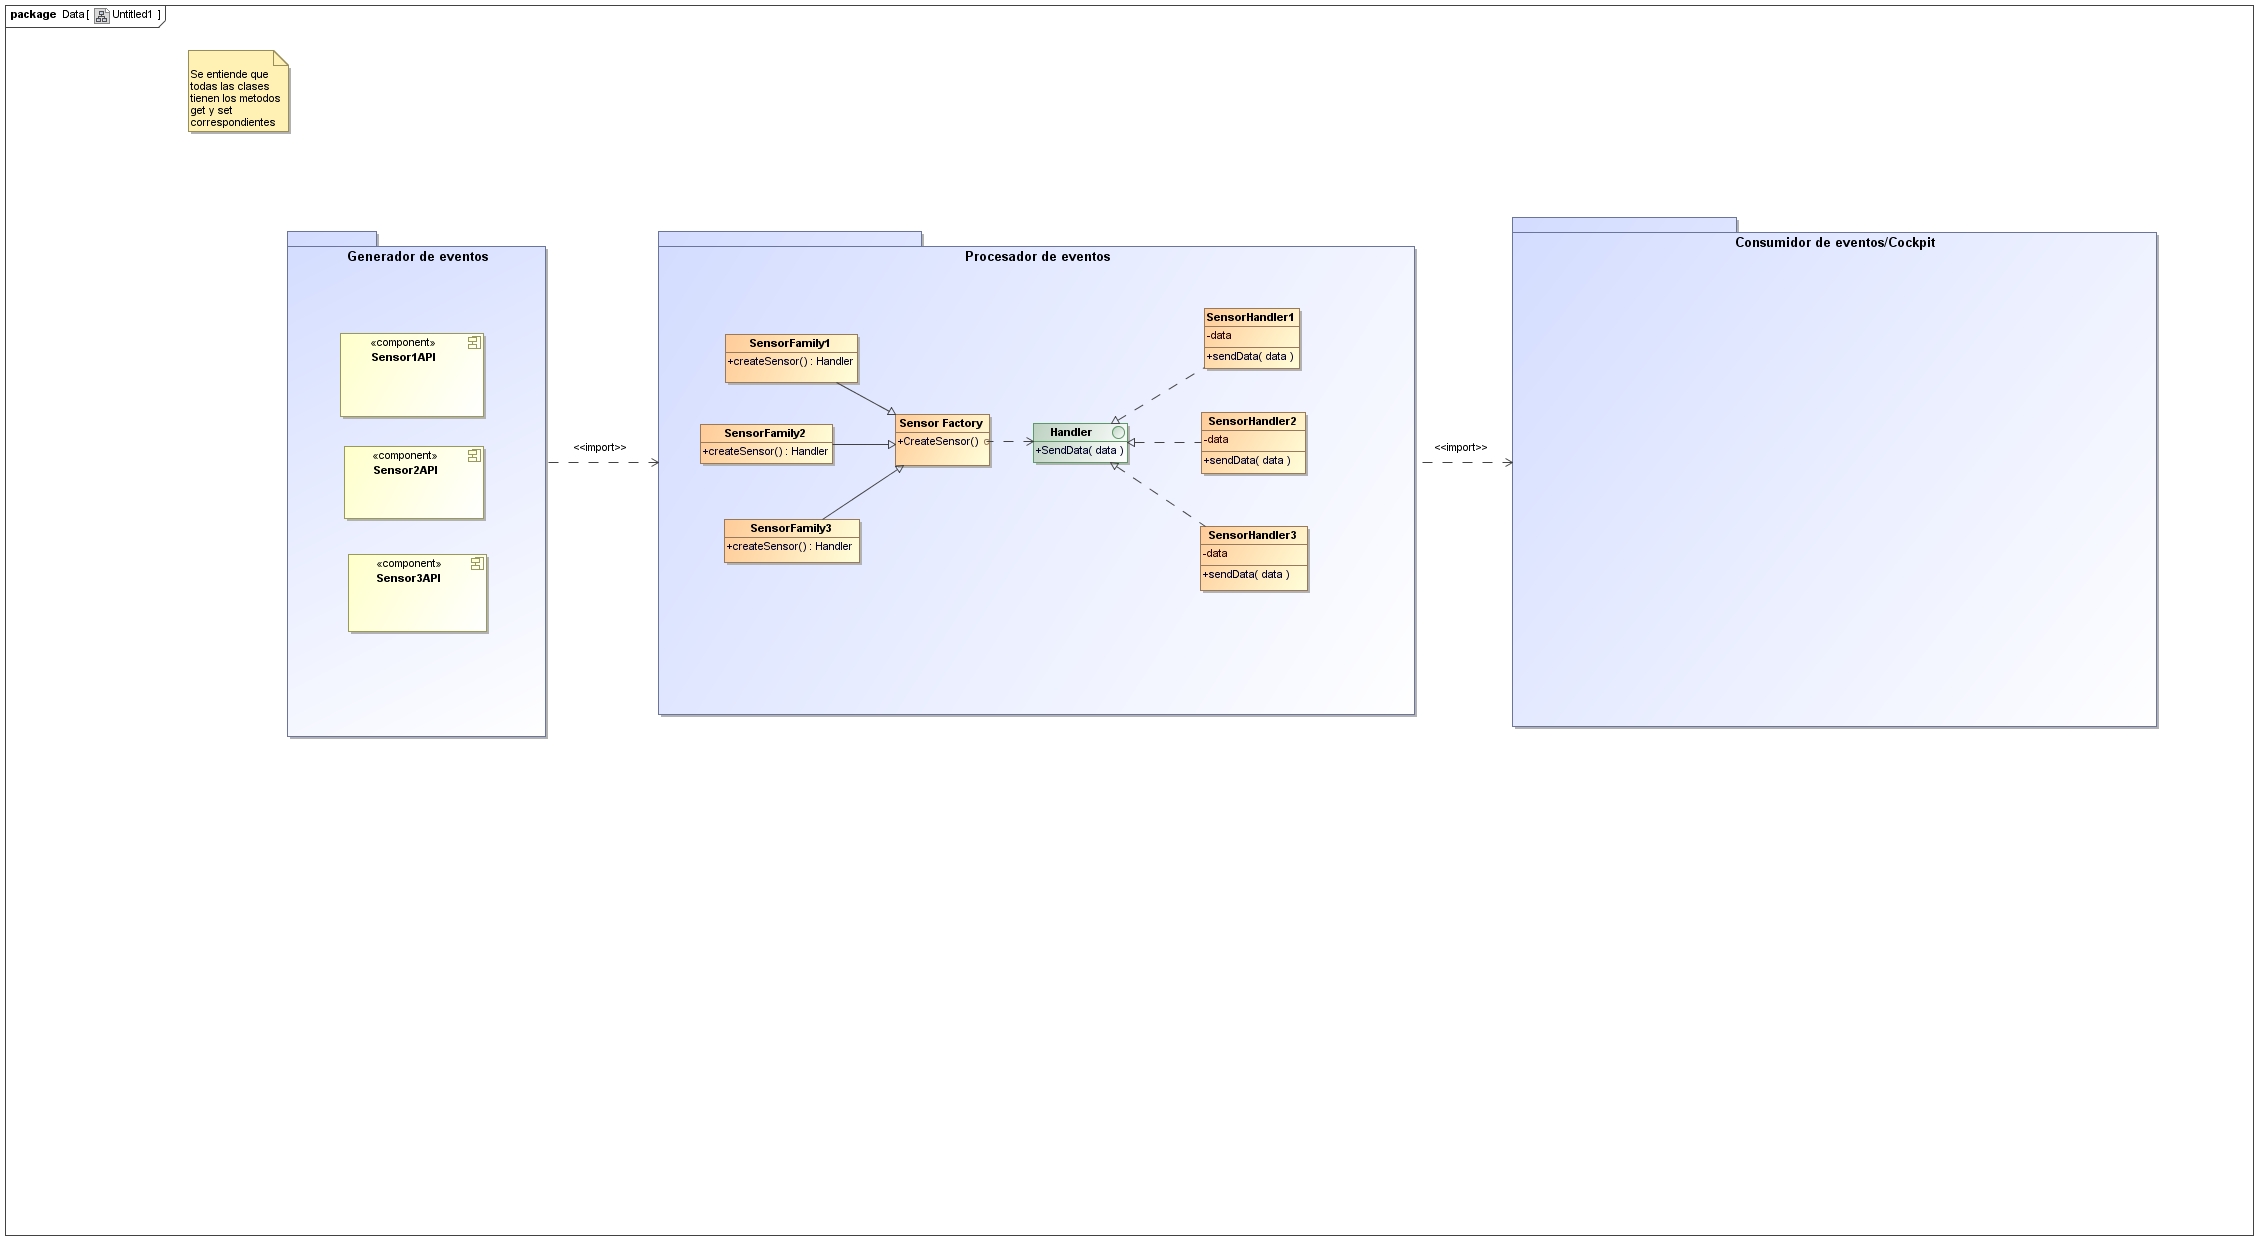 package Data [ Untitled1 ]
Se entiende que
todas las clases
tienen los metodos
get y set
correspondientes
Generador de eventos
«component»
Sensor1API
«component»
Sensor2API
«component»
Sensor3API
<<import>>
Procesador de eventos
SensorFamily1
+createSensor() : Handler
SensorFamily2
+createSensor() : Handler
SensorFamily3
+createSensor() : Handler
Sensor Factory
+CreateSensor()
Handler
+SendData( data )
SensorHandler1
-data
+sendData( data )
SensorHandler2
-data
+sendData( data )
SensorHandler3
-data
+sendData( data )
<<import>>
Consumidor de eventos/Cockpit